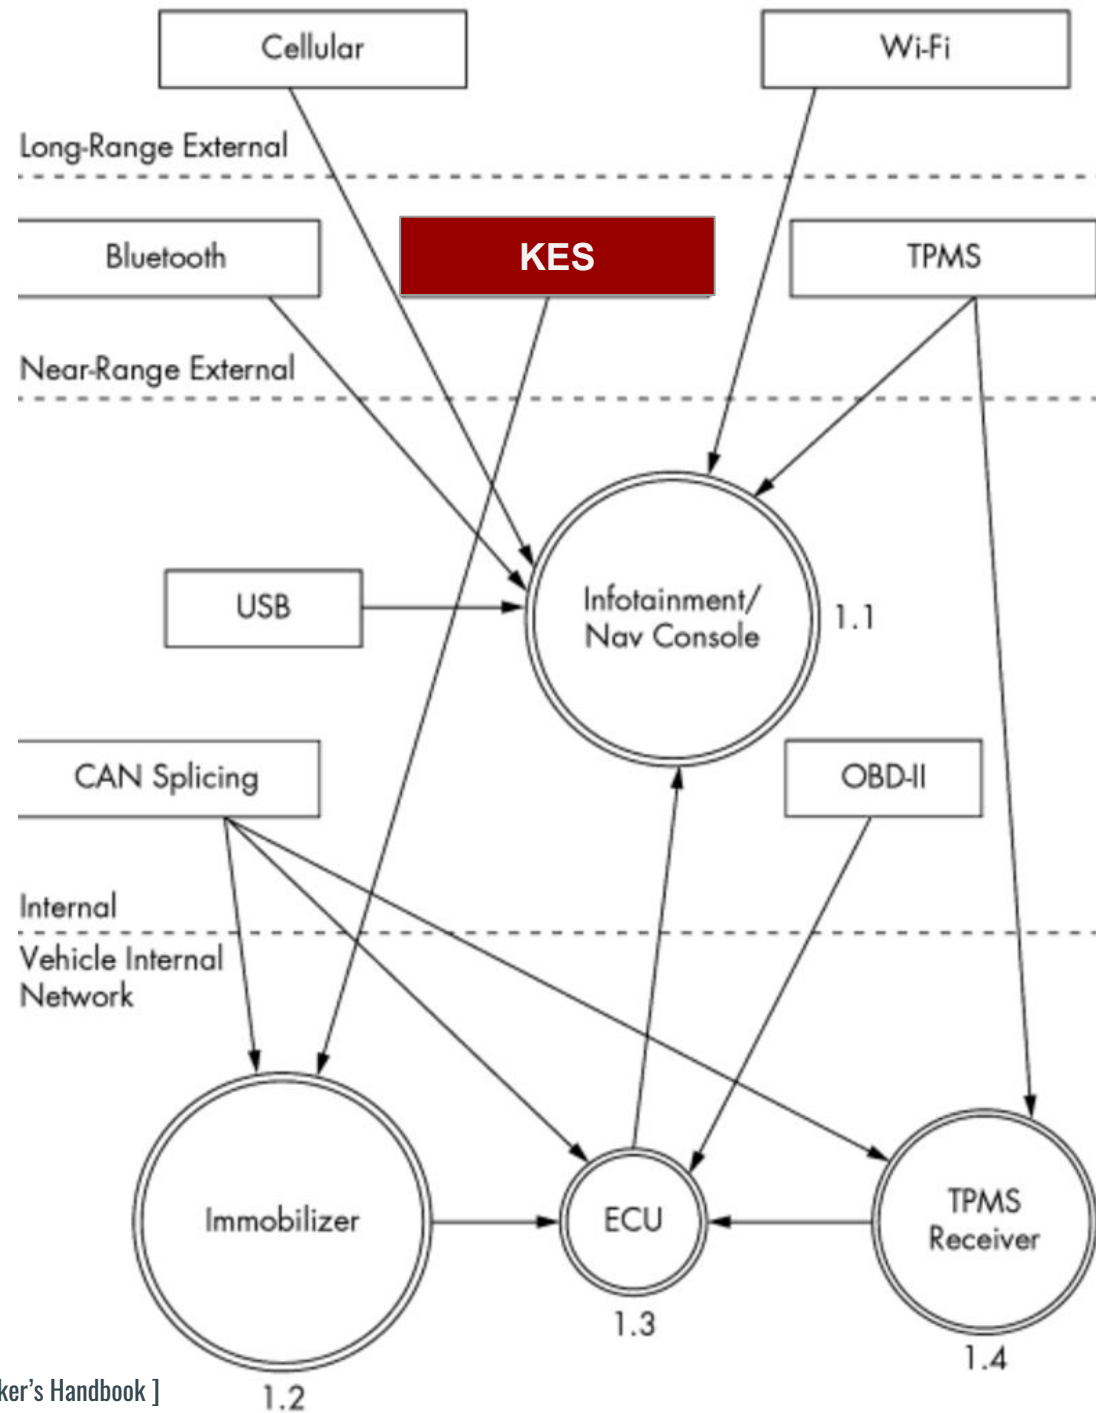 Cellular
Wi-Fi
Long-Range External
Bluetooth
KES
TPMS
Near-Range External
USB
Infotainment/
Nav Console
1.1
CAN Splicing
OBD-II
Internal
Vehicle Internal
Network
Immobilizer
ECU
TPMS
Receiver
1.3
1.4
1.2
ker's Handbook ]